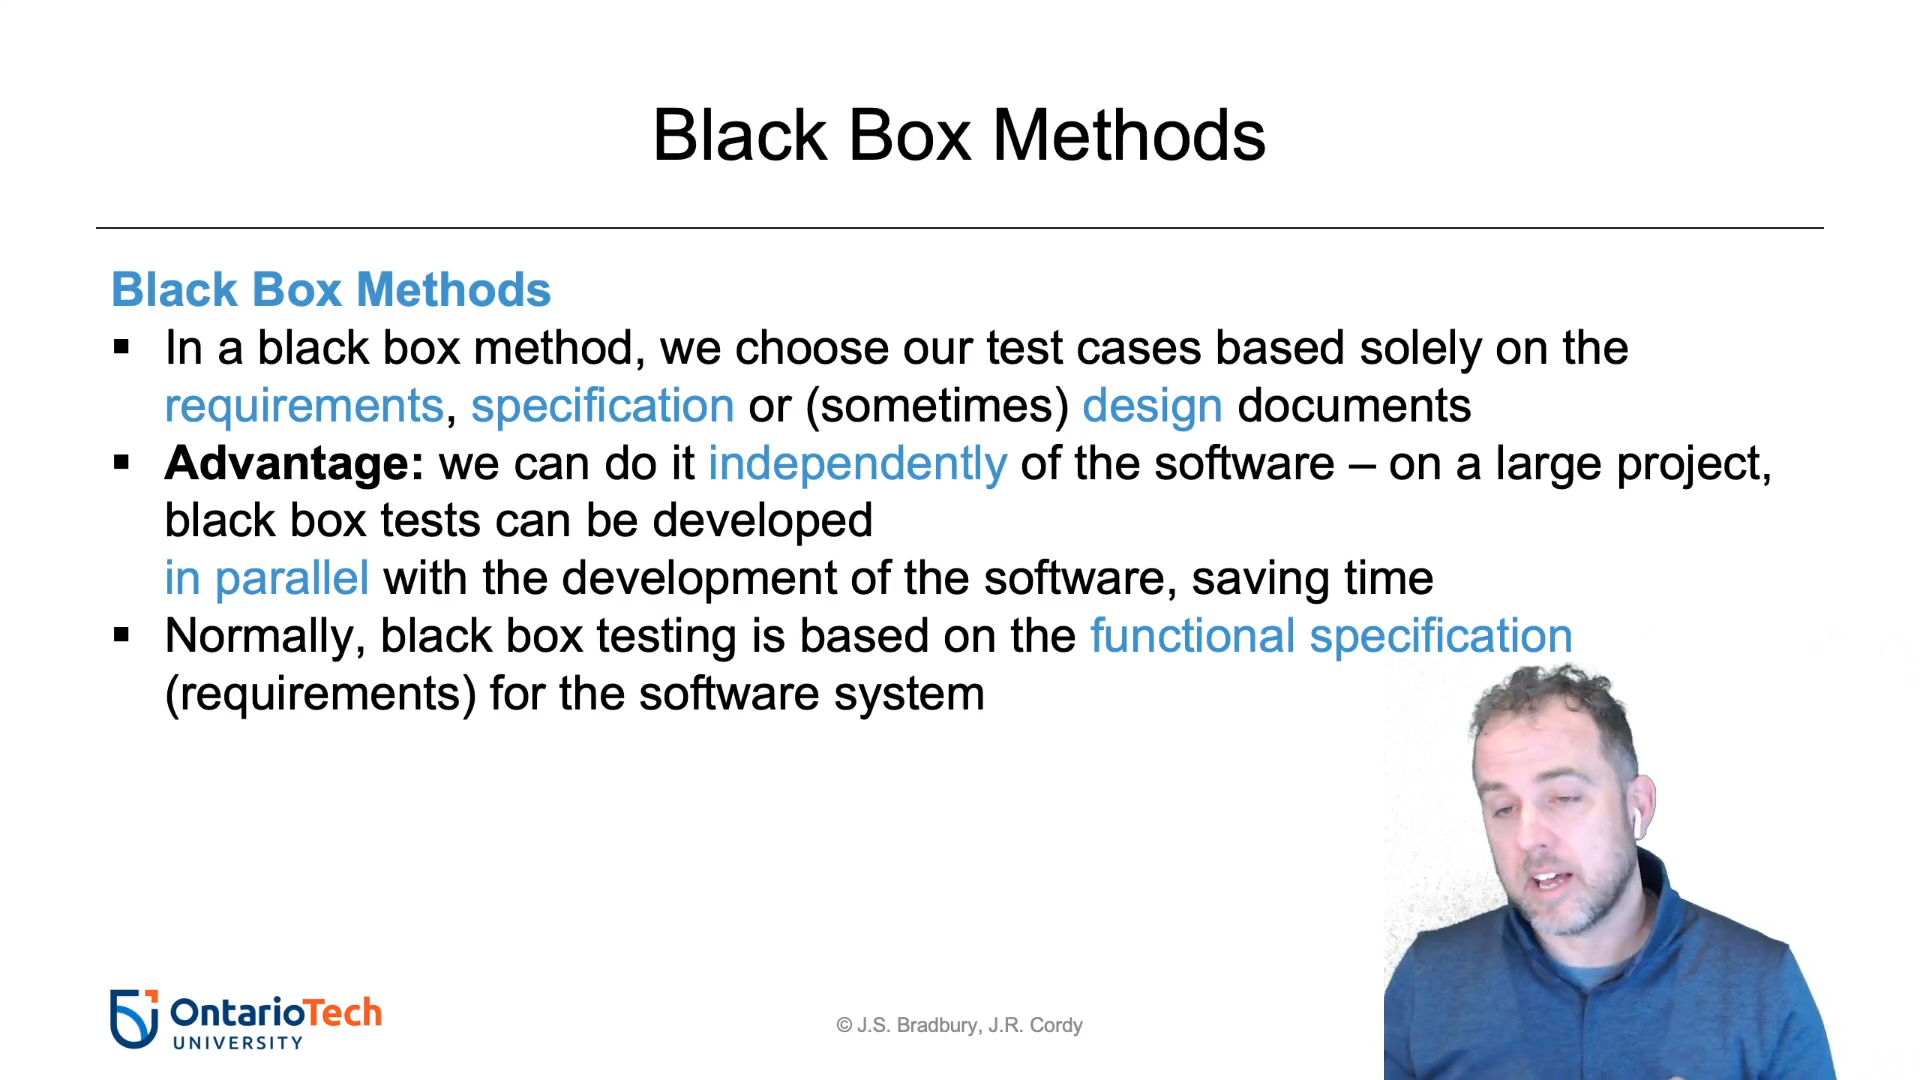 Black Box Methods
Black Box Methods
▪ In a black box method, we choose our test cases based solely on the
requirements, specification or (sometimes) design documents
▪ Advantage: we can do it independently of the software – on a large project,
black box tests can be developed
in parallel with the development of the software, saving time
▪ Normally, black box testing is based on the functional specification
(requirements) for the software system
OntarioTech
UNIVERSITY
© J.S. Bradbury, J.R. Cordy